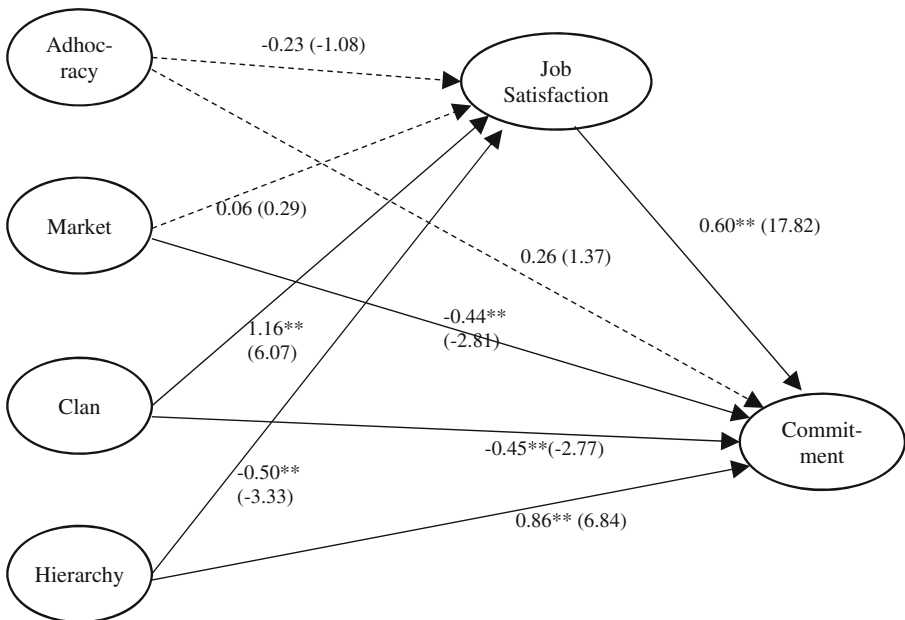 Adhoc-
racy
-0.23 (-1.08)
Job
Satisfaction
Market
0.06 (0.29)
0.60** (17.82)
0.26 (1.37)
1.16**
(6.07)
-0.44**
(-2.81)
Clan
-0.45**(-2.77)
Commit-
ment
-0.50**
(-3.33)
0.86** (6.84)
Hierarchy